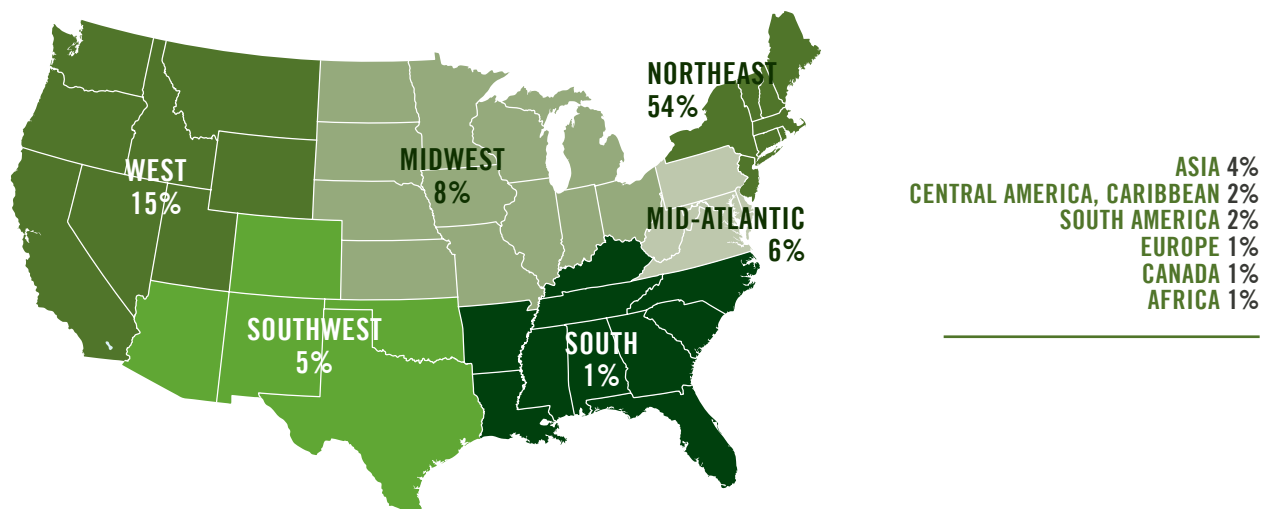 NORTHEAST
54%
WEST
15%
MIDWEST
8%
MID-ATLANTIC
6%
SOUTHWEST
5%
SOUTH
1%
ASIA 4%
CENTRAL AMERICA, CARIBBEAN 2%
SOUTH AMERICA 2%
EUROPE 1%
CANADA 1%
AFRICA 1%